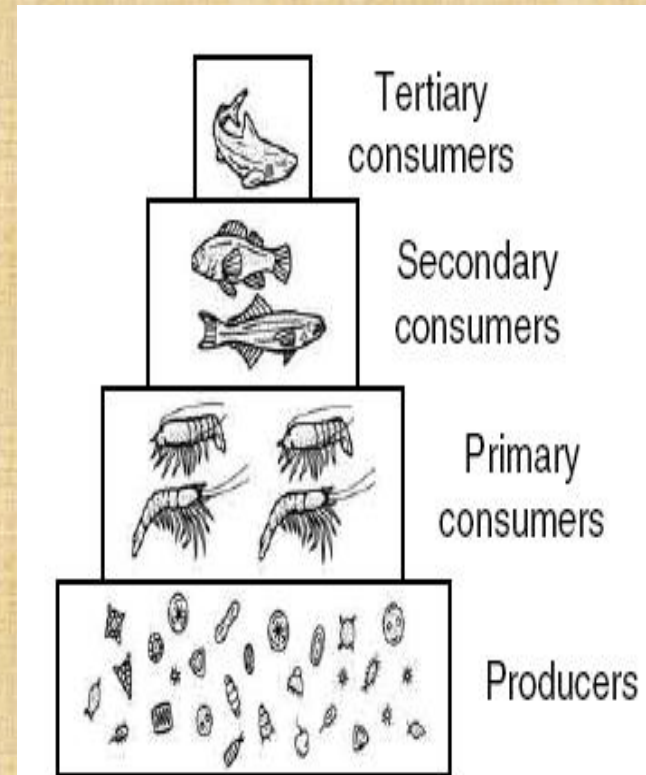 Tertiary
consumers
Secondary
consumers
Primary
consumers
Producers